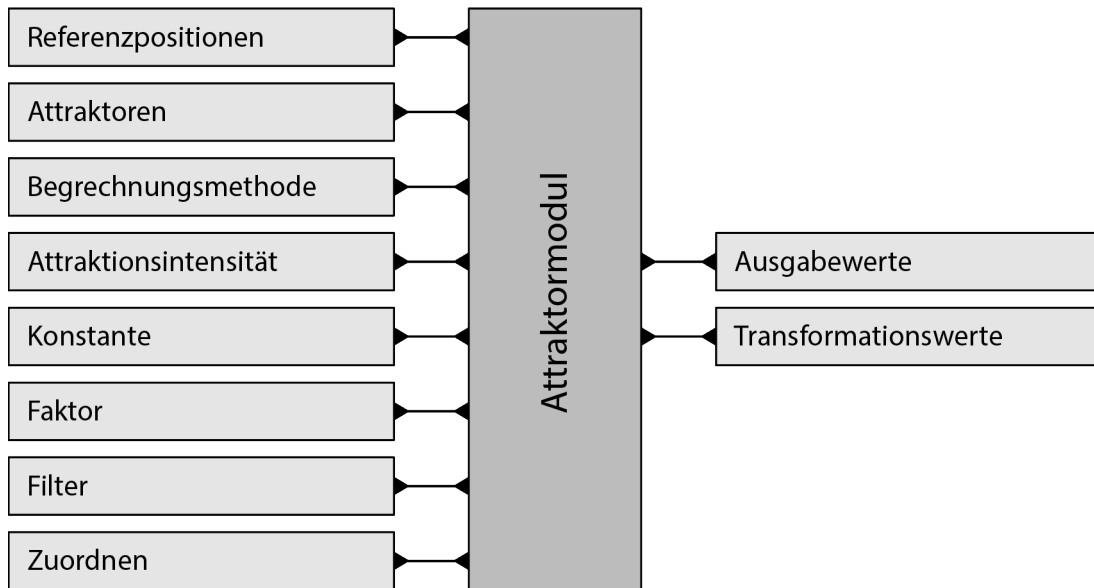 Referenzpositionen
Attraktoren
Begrechnungsmethode
Attraktionsintensität
Konstante
Faktor
Filter
Zuordnen
Attraktormodul
Ausgabewerte
Transformationswerte